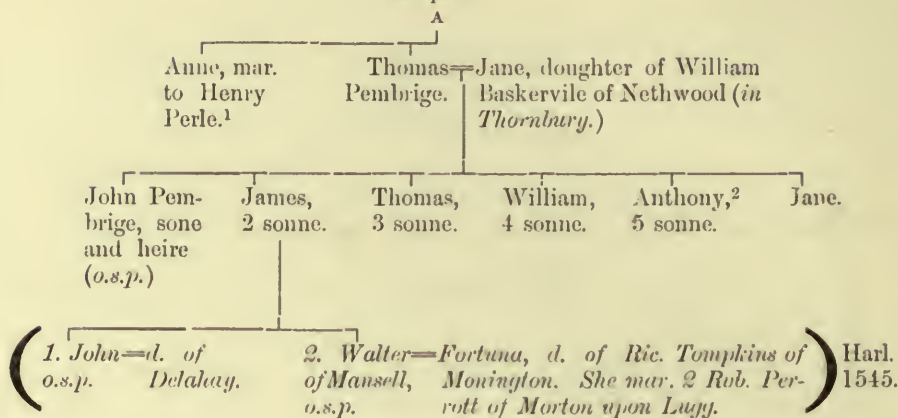 A
Anne, mar. to Henry Perle.¹
Thomas Pembrige.
Jane, doughter of William Baskervile of Nethwood (in Thornbury.)
John Pem-
brige, sone
and heire
(o.s.p.)
James,
2 sonne.
Thomas,
3 sonne.
William,
4 sonne.
Anthony,²
5 sonne.
Jane.
1. John=d. of
o.s.p. Delahay.
2. Walter=Fortuna, d. of Ric. Tompkins of
of Mansell, Monington. She mar. 2 Rob. Per-
o.s.p. rott of Morton upon Lugg.
Harl.
1545.